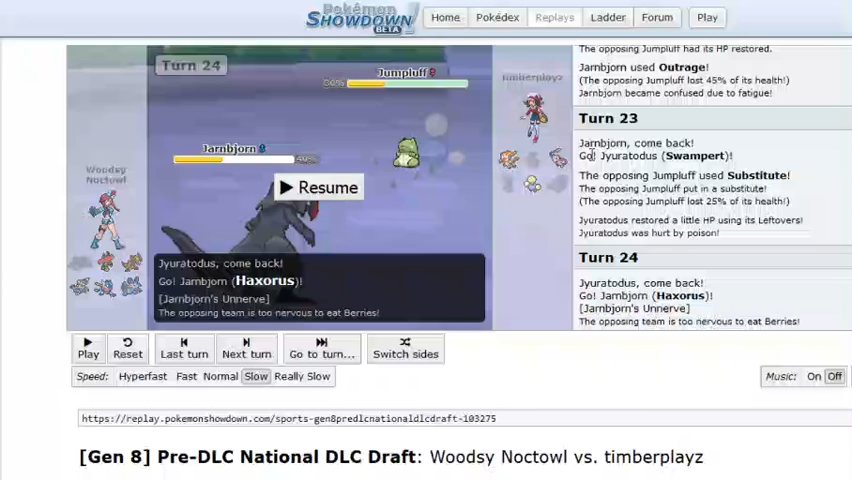 Pokémon
SHOWDOWN
BETA
Home
Pokédex
Replays
Ladder
Forum
Play
Turn 24
Jumpluff
Jarnbjorn
Woodsy
Noctowl
timberplayz
Resume
Jyuratodus, come back!
Go! Jarnbjorn (Haxorus)!
[Jarnbjorn's Unnerve]
The opposing team is too nervous to eat Berries!
The opposing Jumpluff had its HP restored.
Jarnbjorn used Outrage!
(The opposing Jumpluff lost 45% of its health!)
Jarnbjorn became confused due to fatigue!
Turn 23
Jarnbjorn, come back!
Go! Jyuratodus (Swampert)!
The opposing Jumpluff used Substitute!
The opposing Jumpluff put in a substitute!
(The opposing Jumpluff lost 25% of its health!)
Jyuratodus restored a little HP using its Leftovers!
Jyuratodus was hurt by poison!
Turn 24
Jyuratodus, come back!
Go! Jarnbjorn (Haxorus)!
[Jarnbjorn's Unnerve]
The opposing team is too nervous to eat Berries!
Play
Reset
Last turn
Next turn
Go to turn...
Switch sides
Speed:
Hyperfast
Fast
Normal
Slow
Really Slow
Music:
On
Off
https://replay.pokemonshowdown.com/sports-gen8predlcnationaldlcdraft-103275
[Gen 8] Pre-DLC National DLC Draft: Woodsy Noctowl vs. timberplayz